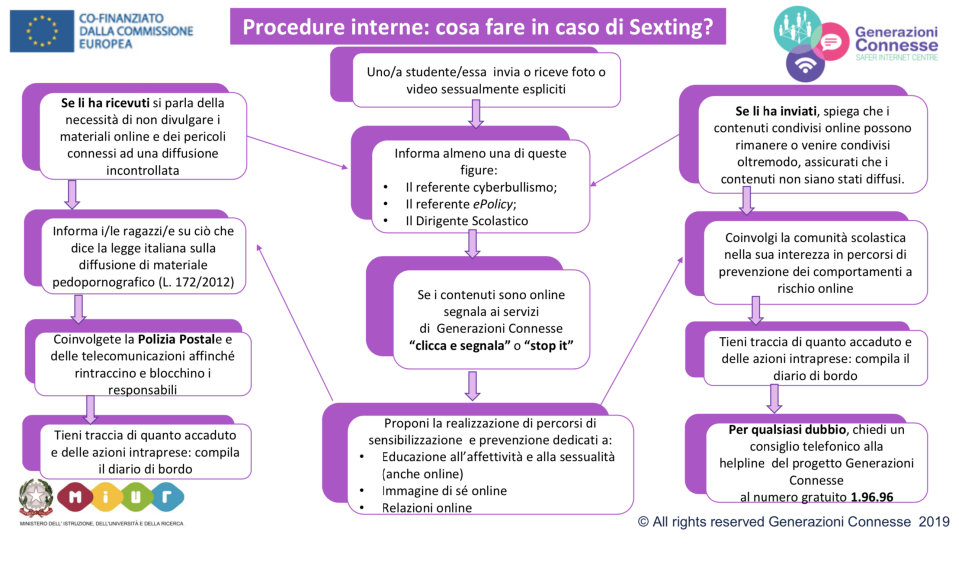 CO-FINANZIATO
DALLA COMMISSIONE
EUROPEA
Procedure interne: cosa fare in caso di Sexting?
Generazioni
Connesse
SAFER INTERNET CENTRE
Uno/a studente/essa invia o riceve foto o
video sessualmente espliciti
Se li ha ricevuti si parla della
necessità di non divulgare i
materiali online e dei pericoli
connessi ad una diffusione
incontrollata
Informa i/le ragazzi/e su ciò che
dice la legge italiana sulla
diffusione di materiale
pedopornografico (L. 172/2012)
Coinvolgete la Polizia Postale e
delle telecomunicazioni affinché
rintraccino e blocchino i
responsabili
Tieni traccia di quanto accaduto
e delle azioni intraprese: compila
il diario di bordo
Informa almeno una di queste
figure:
• Il referente cyberbullismo;
• Il referente ePolicy;
• Il Dirigente Scolastico
Se i contenuti sono online
segnala ai servizi
di Generazioni Connesse
“clicca e segnala” o “stop it”
Proponi la realizzazione di percorsi di
sensibilizzazione e prevenzione dedicati a:
• Educazione all’affettività e alla sessualità
(anche online)
• Immagine di sé online
• Relazioni online
Se li ha inviati, spiega che i
contenuti condivisi online possono
rimanere o venire condivisi
oltremodo, assicurati che i
contenuti non siano stati diffusi.
Coinvolgi la comunità scolastica
nella sua interezza in percorsi di
prevenzione dei comportamenti a
rischio online
Tieni traccia di quanto accaduto e
delle azioni intraprese: compila il
diario di bordo
Per qualsiasi dubbio, chiedi un
consiglio telefonico alla
helpline del progetto Generazioni
Connesse
al numero gratuito 1.96.96
miur
MINISTERO DELL' ISTRUZIONE, DELL'UNIVERSITÀ E DELLA RICERCA
© All rights reserved Generazioni Connesse 2019